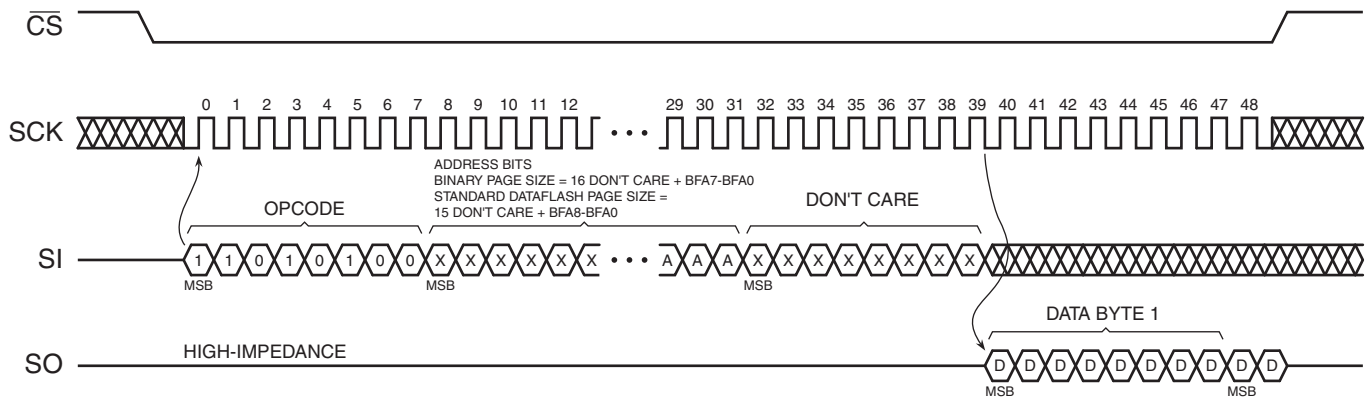 CS
0 1 2 3 4 5 6 7 8 9 10 11 12 29 30 31 32 33 34 35 36 37 38 39 40 41 42 43 44 45 46 47 48
SCK
ADDRESS BITS
BINARY PAGE SIZE = 16 DON'T CARE + BFA7-BFA0
STANDARD DATAFLASH PAGE SIZE =
15 DON'T CARE + BFA8-BFA0
OPCODE
DON'T CARE
SI
1 1 0 1 0 1 0 0 X X X X X X A A A X X X X X X X X
MSB MSB MSB
DATA BYTE 1
HIGH-IMPEDANCE
SO
D D D D D D D D D D
MSB MSB